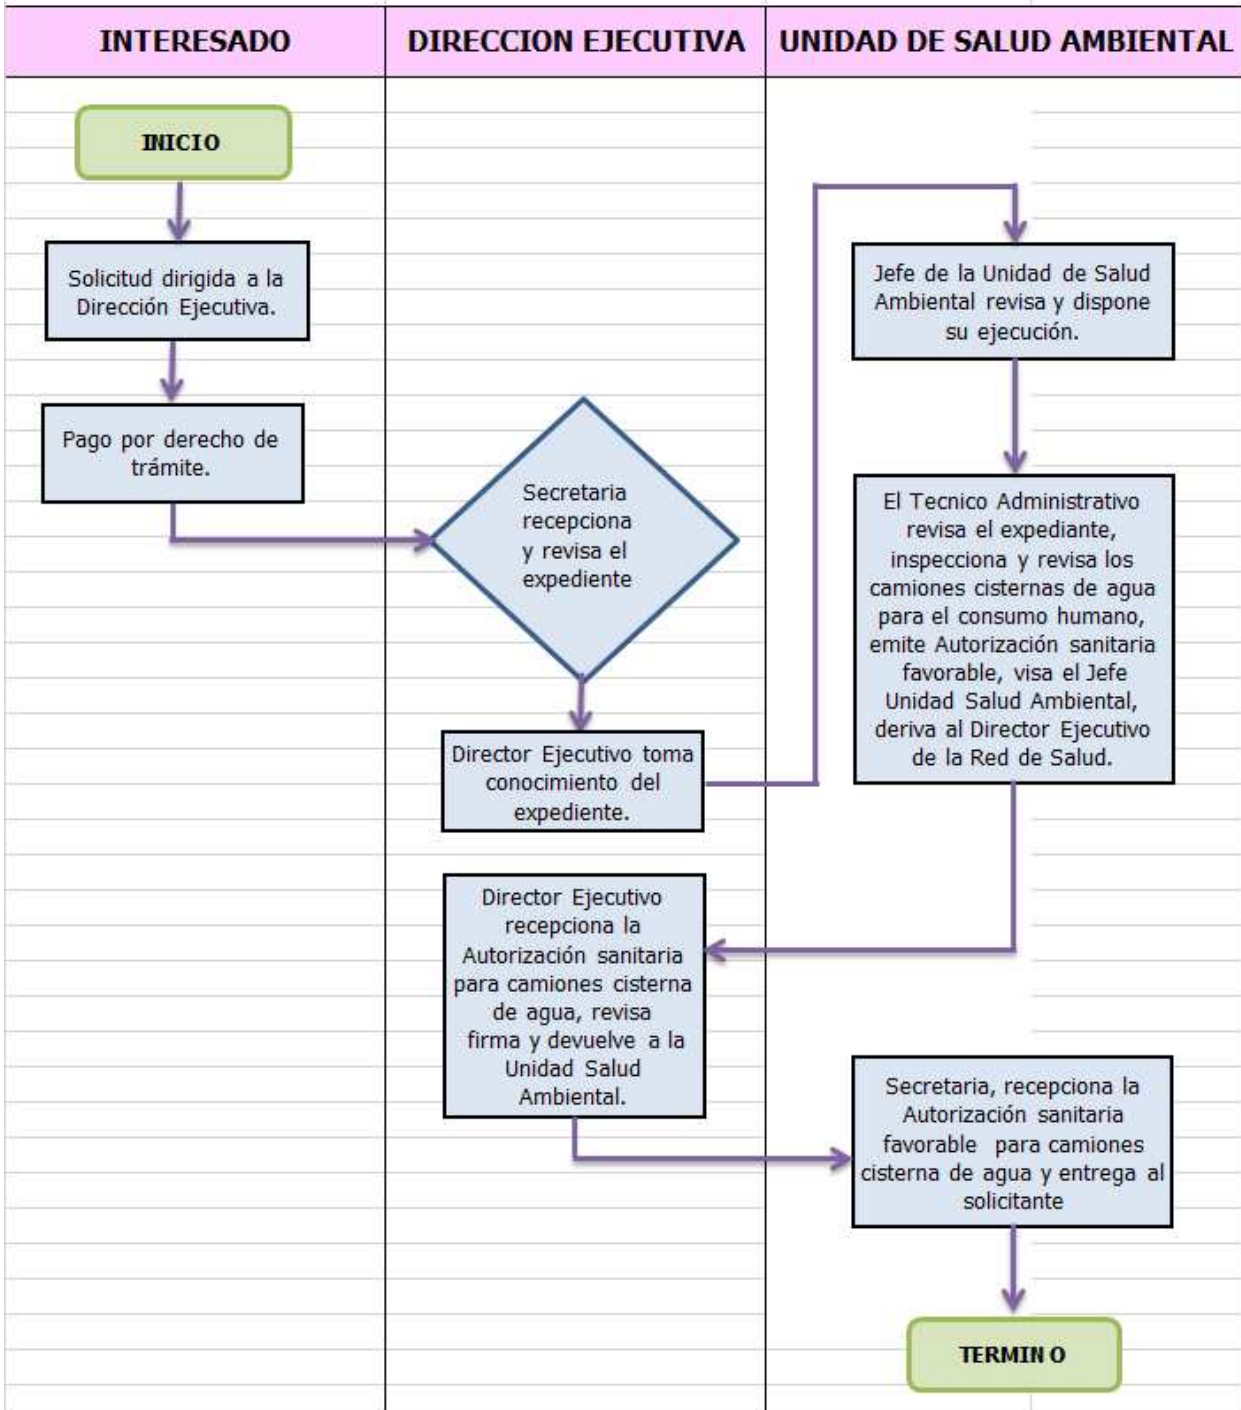 INTERESADO
DIRECCION EJECUTIVA
UNIDAD DE SALUD AMBIENTAL
INICIO
Solicitud dirigida a la
Dirección Ejecutiva.
Pago por derecho de
trámite.
Secretaria
recepciona
y revisa el
expediente
Director Ejecutivo toma
conocimiento del
expediente.
Jefe de la Unidad de Salud
Ambiental revisa y dispone
su ejecución.
El Tecnico Administrativo
revisa el expediante,
inspecciona y revisa los
camiones cisternas de agua
para el consumo humano,
emite Autorización sanitaria
favorable, visa el Jefe
Unidad Salud Ambiental,
deriva al Director Ejecutivo
de la Red de Salud.
Director Ejecutivo
recepciona la
Autorización sanitaria
para camiones cisterna
de agua, revisa
firma y devuelve a la
Unidad Salud
Ambiental.
Secretaria, recepciona la
Autorización sanitaria
favorable para camiones
cisterna de agua y entrega al
solicitante
TERMINO